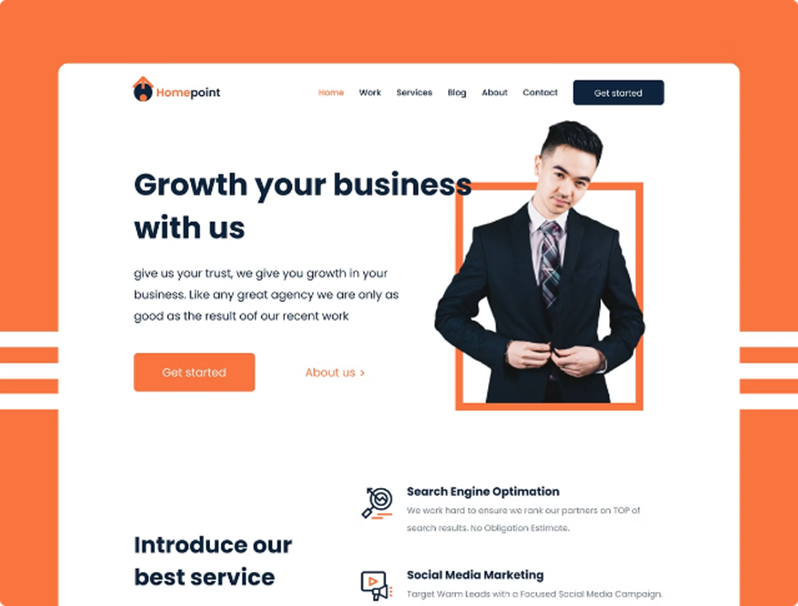 Homepoint
Home Work Services Blog About Contact Get started
Growth your business
with us
give us your trust, we give you growth in your
business. Like any great agency we are only as
good as the result oof our recent work
Get started About us >
Search Engine Optimation
We work hard to ensure we rank our partners on TOP of
search results. No Obligation Estimate.
Introduce our
best service
Social Media Marketing
Target Warm Leads with a Focused Social Media Campaign.